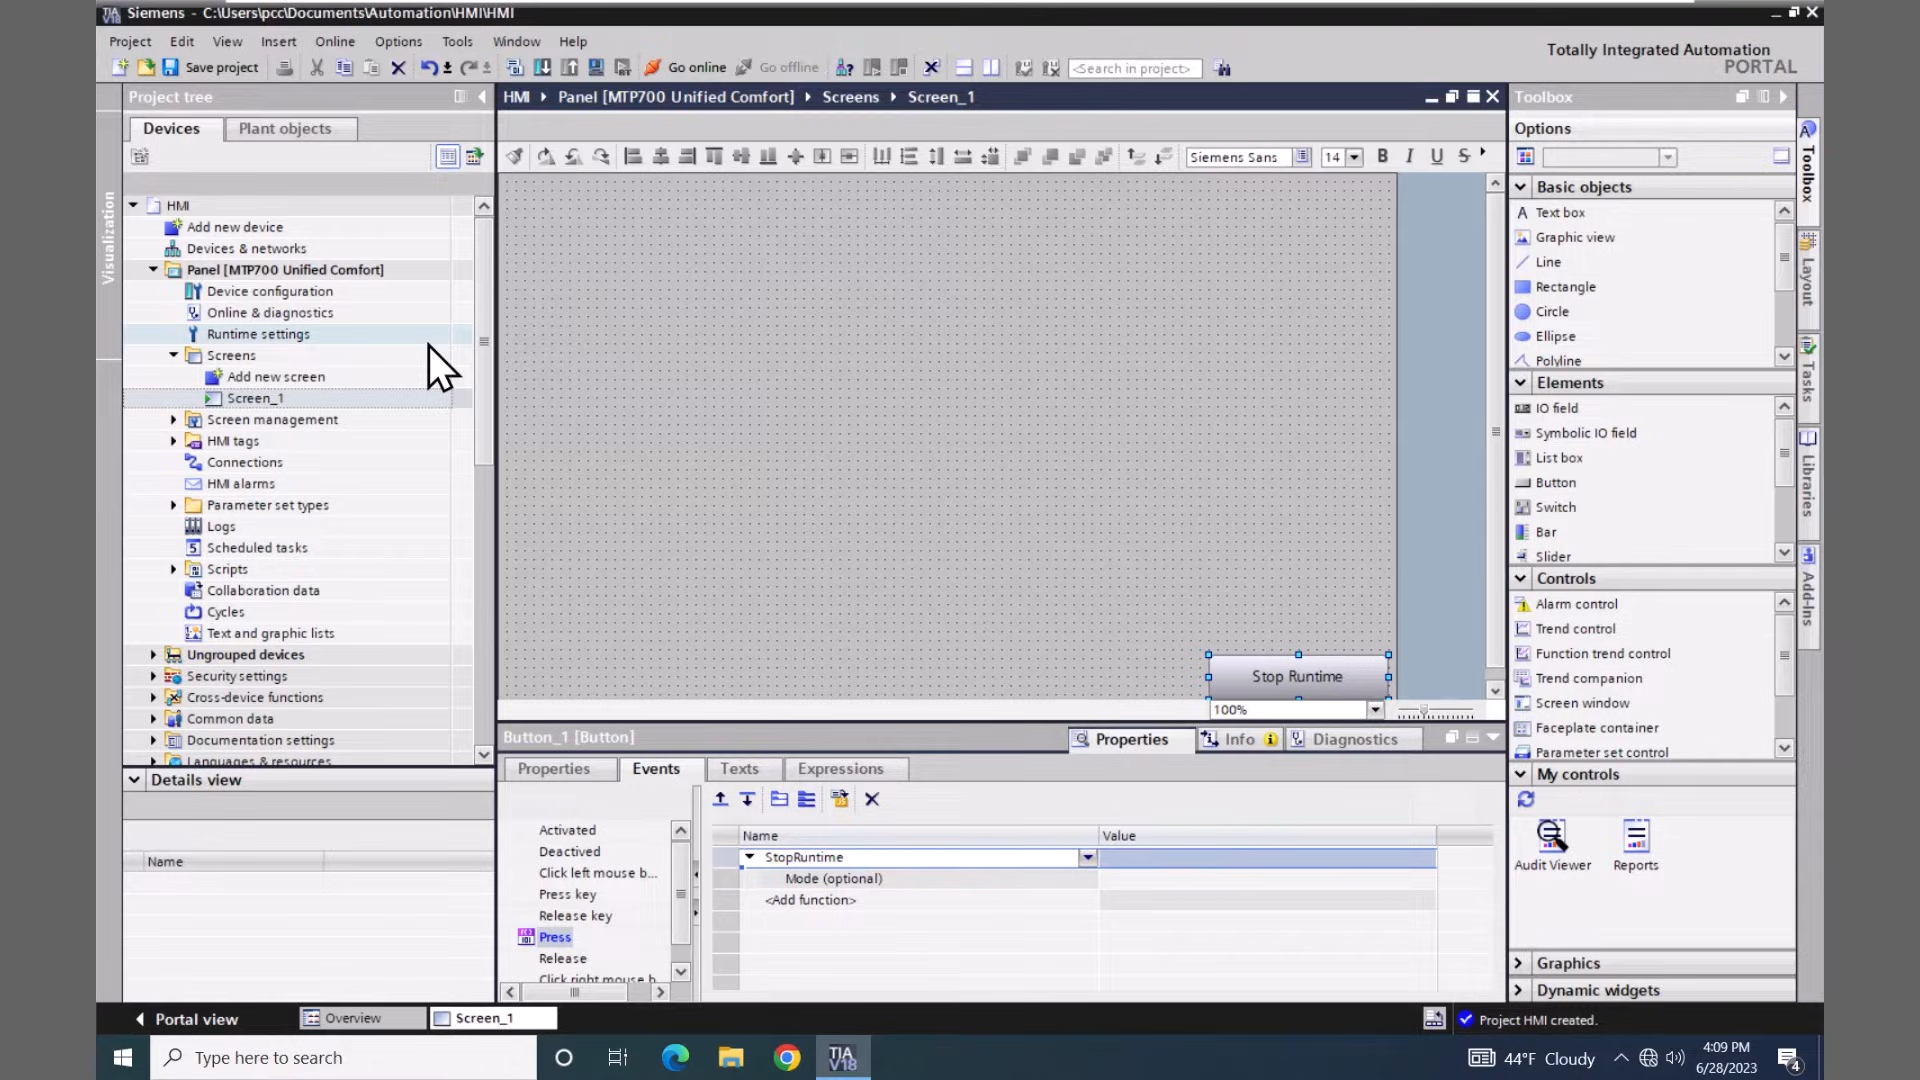 Siemens - C:\Users\pcc\Documents\Automation\HMI\HMI
Project Edit View Insert Online Options Tools Window Help
Totally Integrated Automation
PORTAL
Save project
Go online
Go offline
<Search in project>
Project tree
HMI
Panel [MTP700 Unified Comfort]
Screens
Screen_1
Toolbox
Devices
Plant objects
Options
Siemens Sans
14
B I U S
Visualization
HMI
Add new device
Devices & networks
Panel [MTP700 Unified Comfort]
Device configuration
Online & diagnostics
Runtime settings
Screens
Add new screen
Screen_1
Screen management
HMI tags
Connections
HMI alarms
Parameter set types
Logs
Scheduled tasks
Scripts
Collaboration data
Cycles
Text and graphic lists
Ungrouped devices
Security settings
Cross-device functions
Common data
Documentation settings
Languages & resources
Details view
Name
Stop Runtime
100%
Button_1 [Button]
Properties
Info
Diagnostics
Properties
Events
Texts
Expressions
Activated
Deactived
Click left mouse b...
Press key
Release key
Press
Release
Click right mouse b
Name
Value
StopRuntime
Mode (optional)
<Add function>
Basic objects
Text box
Graphic view
Line
Rectangle
Circle
Ellipse
Polyline
Elements
IO field
Symbolic IO field
List box
Button
Switch
Bar
Slider
Controls
Alarm control
Trend control
Function trend control
Trend companion
Screen window
Faceplate container
Parameter set control
My controls
Audit Viewer
Reports
Graphics
Dynamic widgets
Toolbox
Layout
Tasks
Libraries
Add-Ins
Portal view
Overview
Screen_1
Project HMI created.
Type here to search
TIA
V18
44°F Cloudy
4:09 PM
6/28/2023
4